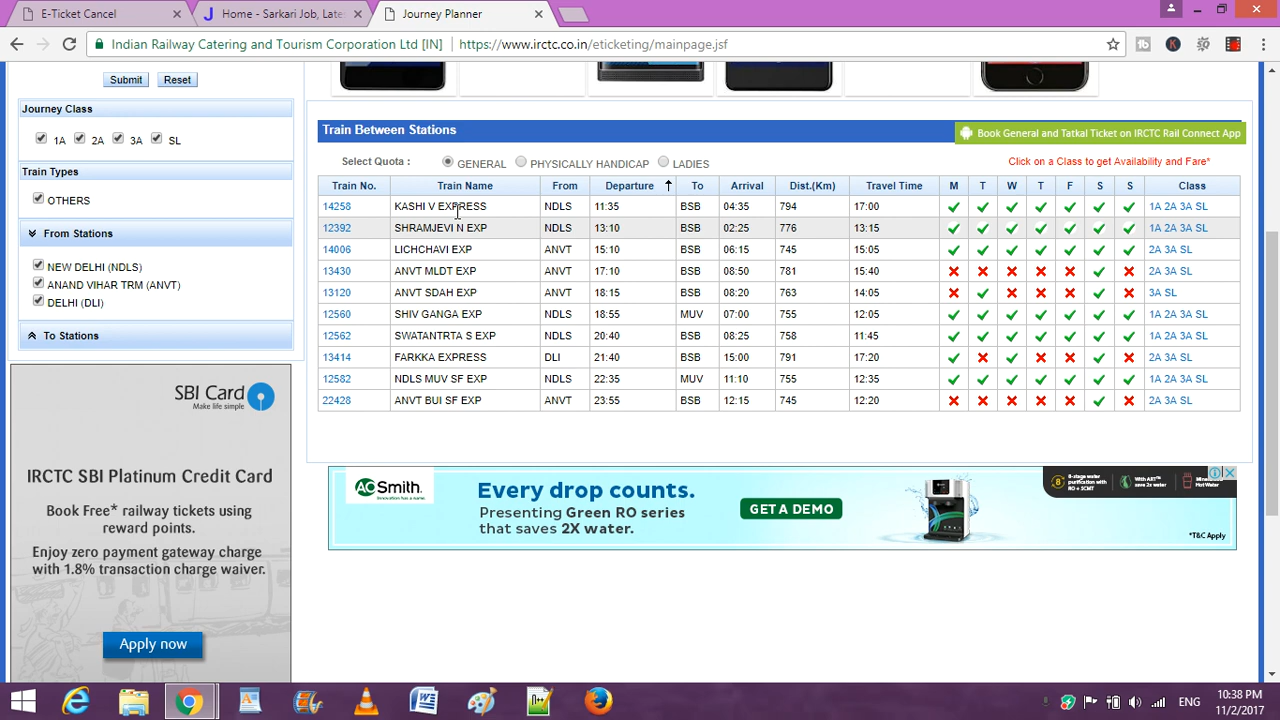 E-Ticket Cancel
Home - Sarkari Job, Lates
Journey Planner
Indian Railway Catering and Tourism Corporation Ltd [IN] https://www.irctc.co.in/eticketing/mainpage.jsf
Submit Reset
Journey Class
1A 2A 3A SL
Train Types
OTHERS
From Stations
NEW DELHI (NDLS)
ANAND VIHAR TRM (ANVT)
DELHI (DLI)
To Stations
SBI Card
Make life simple
IRCTC SBI Platinum Credit Card
Book Free* railway tickets using
reward points.
Enjoy zero payment gateway charge
with 1.8% transaction charge waiver.
Apply now
Train Between Stations
Book General and Tatkal Ticket on IRCTC Rail Connect App
Select Quota : GENERAL PHYSICALLY HANDICAP LADIES
Click on a Class to get Availability and Fare*
Train No. Train Name From Departure To Arrival Dist.(Km) Travel Time M T W T F S S Class
14258 KASHI V EXPRESS NDLS 11:35 BSB 04:35 794 17:00 1A 2A 3A SL
12392 SHRAMJEVI N EXP NDLS 13:10 BSB 02:25 776 13:15 1A 2A 3A SL
14006 LICHCHAVI EXP ANVT 15:10 BSB 06:15 745 15:05 2A 3A SL
13430 ANVT MLDT EXP ANVT 17:10 BSB 08:50 781 15:40 2A 3A SL
13120 ANVT SDAH EXP ANVT 18:15 BSB 08:20 763 14:05 3A SL
12560 SHIV GANGA EXP NDLS 18:55 MUV 07:00 755 12:05 1A 2A 3A SL
12562 SWATANTRTA S EXP NDLS 20:40 BSB 08:25 758 11:45 1A 2A 3A SL
13414 FARKKA EXPRESS DLI 21:40 BSB 15:00 791 17:20 2A 3A SL
12582 NDLS MUV SF EXP NDLS 22:35 MUV 11:10 755 12:35 1A 2A 3A SL
22428 ANVT BUI SF EXP ANVT 23:55 BSB 12:15 745 12:20 2A 3A SL
AO Smith
Every drop counts.
Presenting Green RO series
that saves 2X water.
GET A DEMO
8-stage water
purification with
RO + SCMT
With ART
save 2x water
*T&C Apply
ENG
10:38 PM
11/2/2017